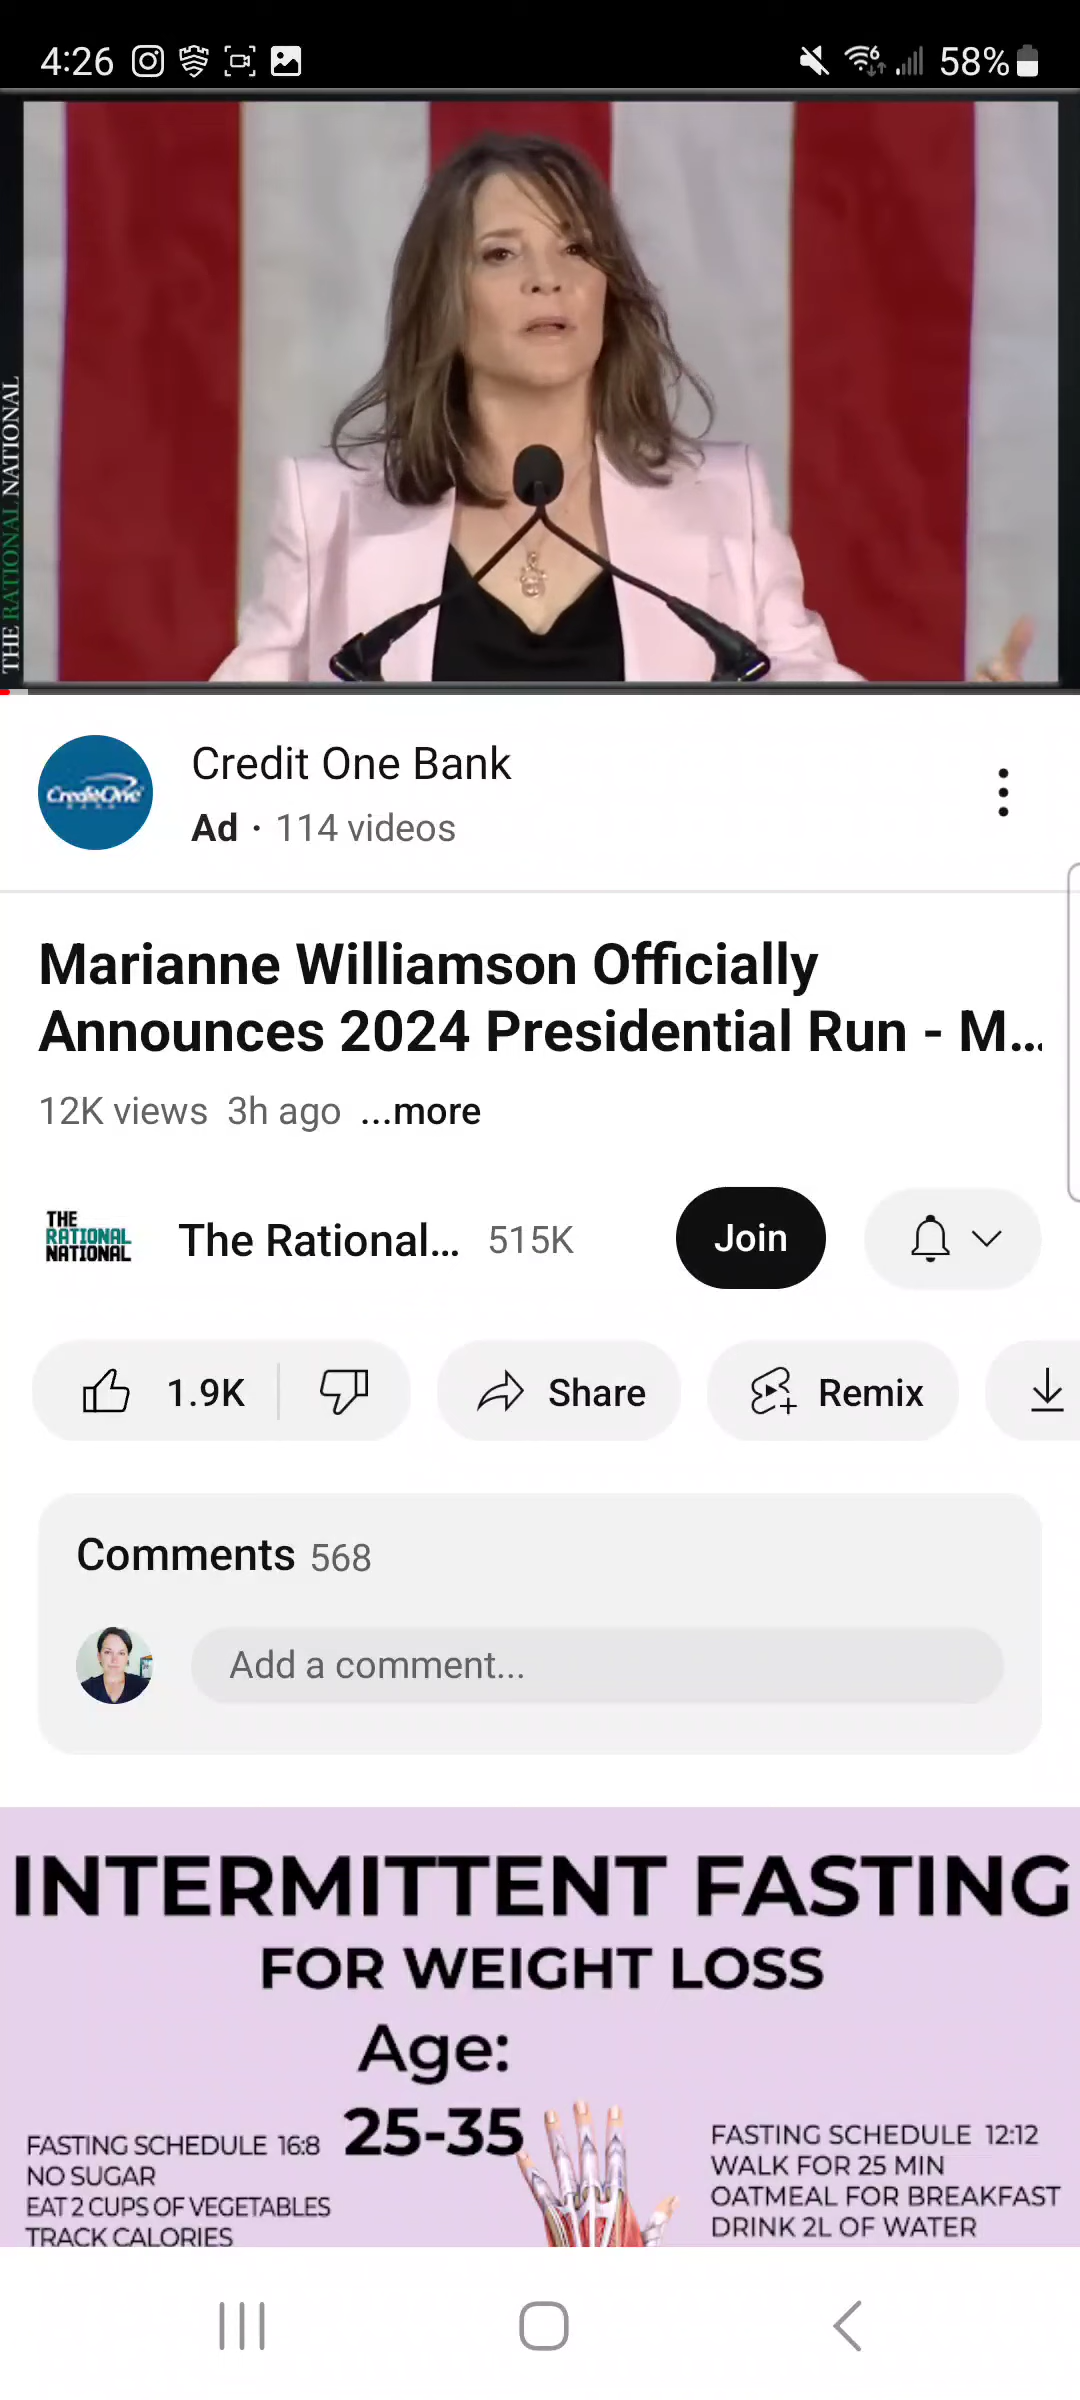 4:26
6
58%
THE RATIONAL NATIONAL
CreditOne
BANK
Credit One Bank
Ad · 114 videos
Marianne Williamson Officially
Announces 2024 Presidential Run - M...
12K views 3h ago ...more
THE
RATIONAL
NATIONAL
The Rational... 515K
Join
1.9K
Share
Remix
Comments 568
Add a comment...
INTERMITTENT FASTING
FOR WEIGHT LOSS
Age:
25-35
FASTING SCHEDULE 16:8
NO SUGAR
EAT 2 CUPS OF VEGETABLES
TRACK CALORIES
FASTING SCHEDULE 12:12
WALK FOR 25 MIN
OATMEAL FOR BREAKFAST
DRINK 2L OF WATER